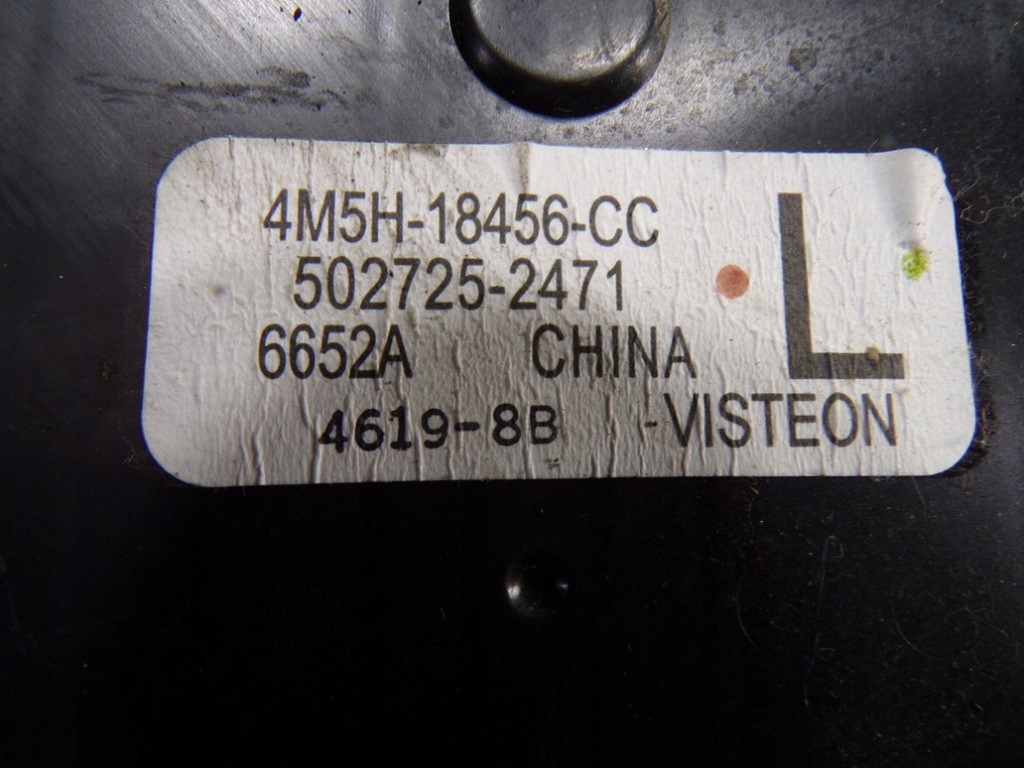 4M5H-18456-CC
502725-2471
6652A CHINA
4619-8B -VISTEON
L